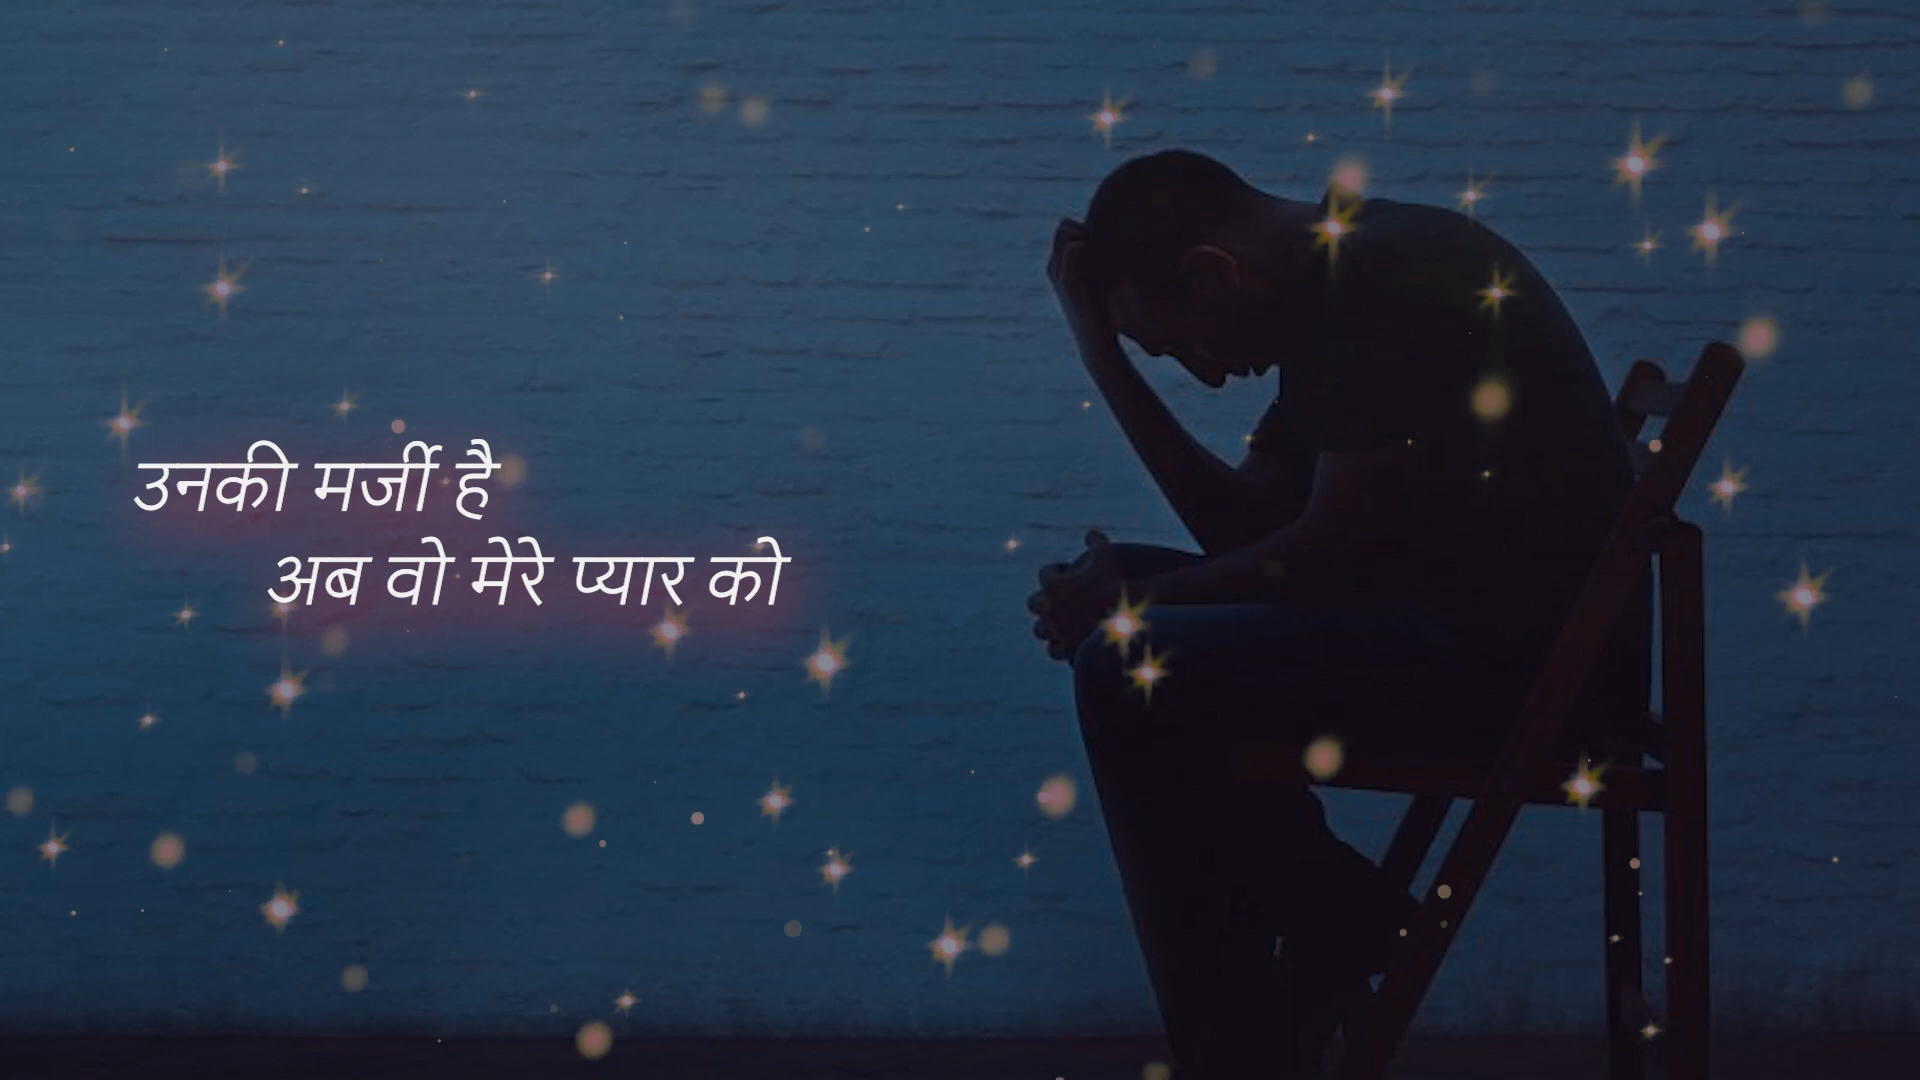 उनकी मर्जी है
अब वो मेरे प्यार को